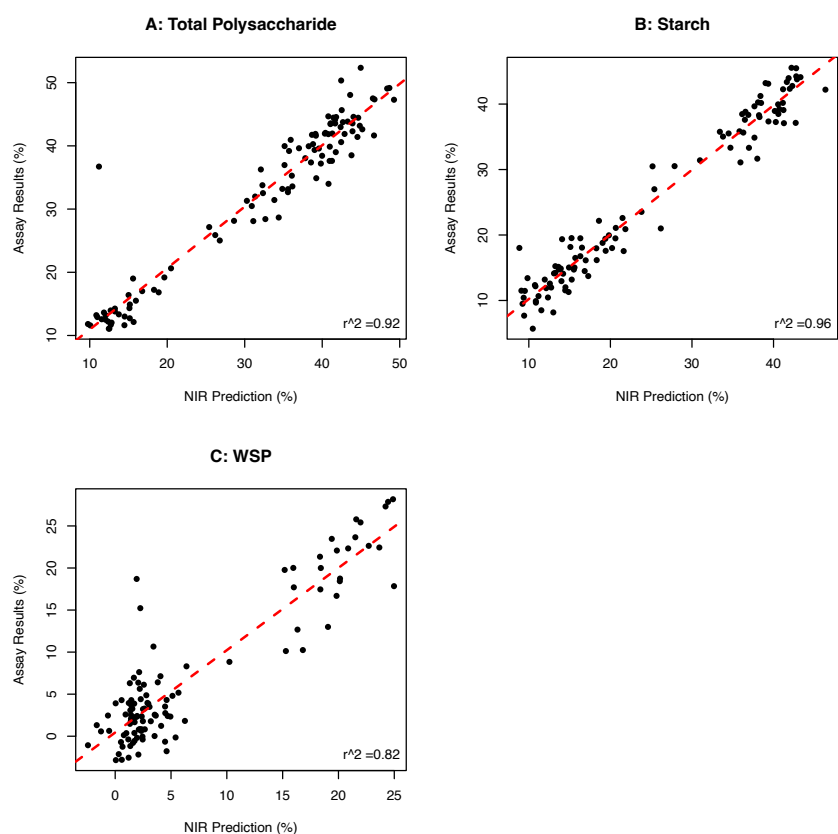 A: Total Polysaccharide
50
40
30
20
10
Assay Results (%)
r^2 =0.92
10 20 30 40 50
NIR Prediction (%)
B: Starch
40
30
20
10
Assay Results (%)
r^2 =0.96
10 20 30 40
NIR Prediction (%)
C: WSP
25
20
15
10
5
0
Assay Results (%)
r^2 =0.82
0 5 10 15 20 25
NIR Prediction (%)